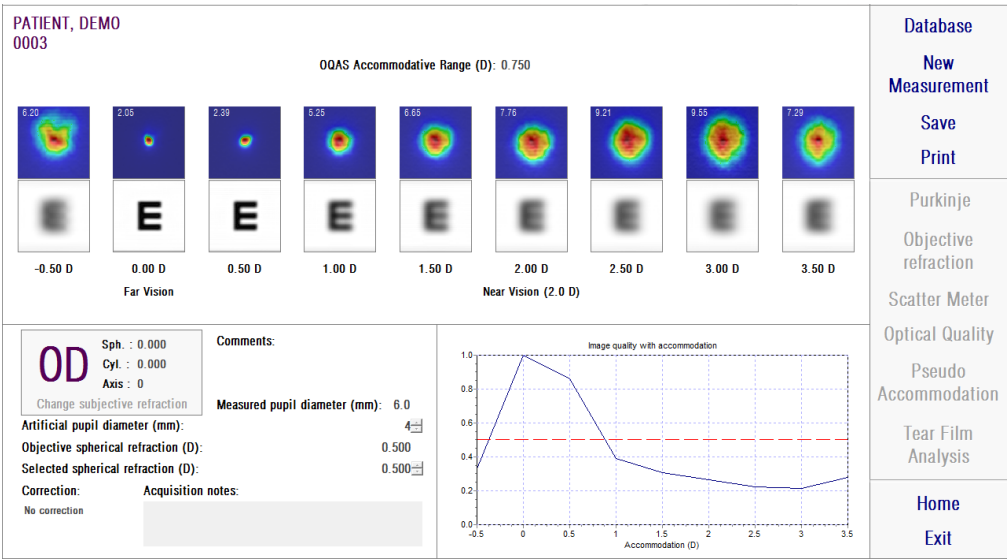 PATIENT, DEMO
0003
OQAS Accommodative Range (D): 0.750
6.20 2.05 2.39 5.25 6.65 7.76 9.21 9.55 7.29
E E E E E E E E E
-0.50 D 0.00 D 0.50 D 1.00 D 1.50 D 2.00 D 2.50 D 3.00 D 3.50 D
Far Vision Near Vision (2.0 D)
OD
Sph. : 0.000
Cyl. : 0.000
Axis : 0
Change subjective refraction
Comments:
Measured pupil diameter (mm): 6.0
Artificial pupil diameter (mm): 4
Objective spherical refraction (D): 0.500
Selected spherical refraction (D): 0.500
Correction: Acquisition notes:
No correction
Image quality with accommodation
1.0
0.8
0.6
0.4
0.2
0.0
-0.5 0 0.5 1 1.5 2 2.5 3 3.5
Accommodation (D)
Database
New
Measurement
Save
Print
Purkinje
Objective
refraction
Scatter Meter
Optical Quality
Pseudo
Accommodation
Tear Film
Analysis
Home
Exit